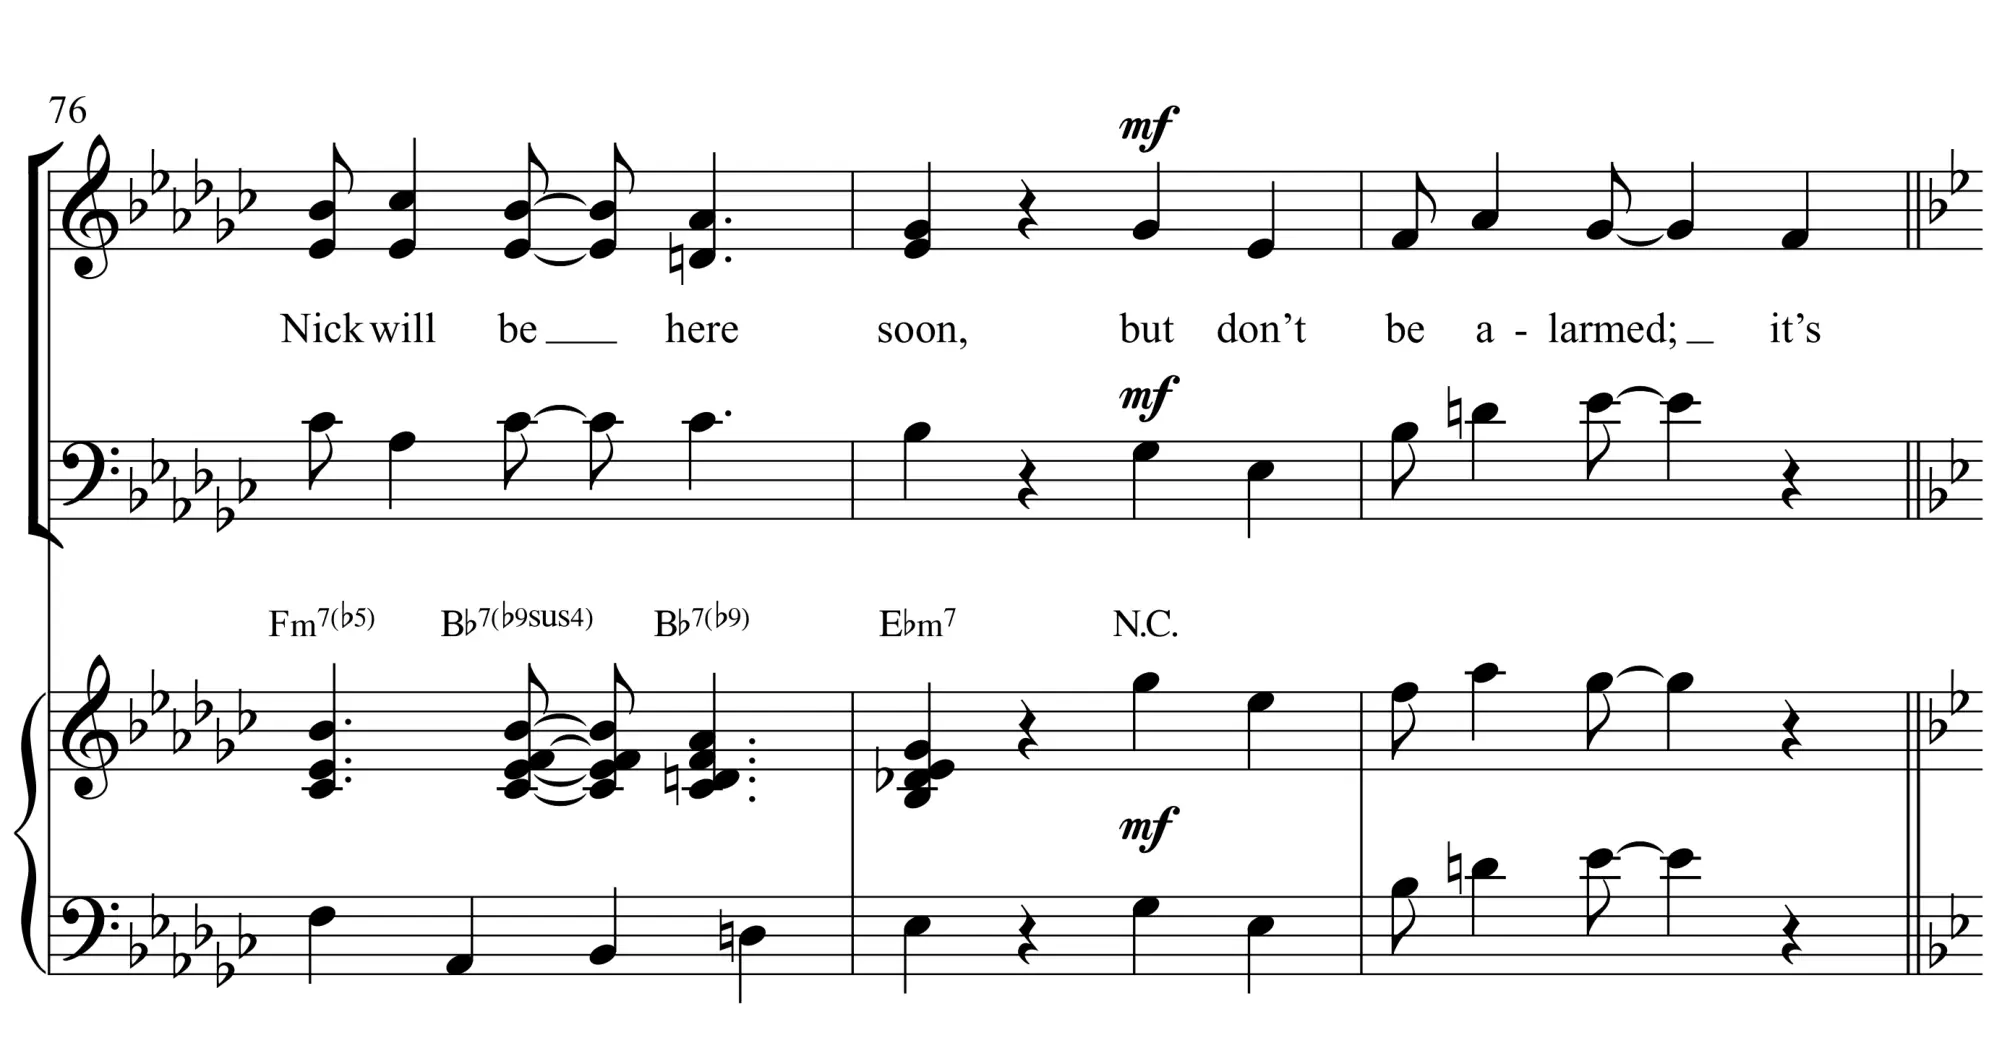 76
mf
Nick will be ___ here soon, but don’t be a - larmed; _ it’s
mf
Fm7(♭5) B♭7(♭9sus4) B♭7(♭9) E♭m7 N.C.
mf